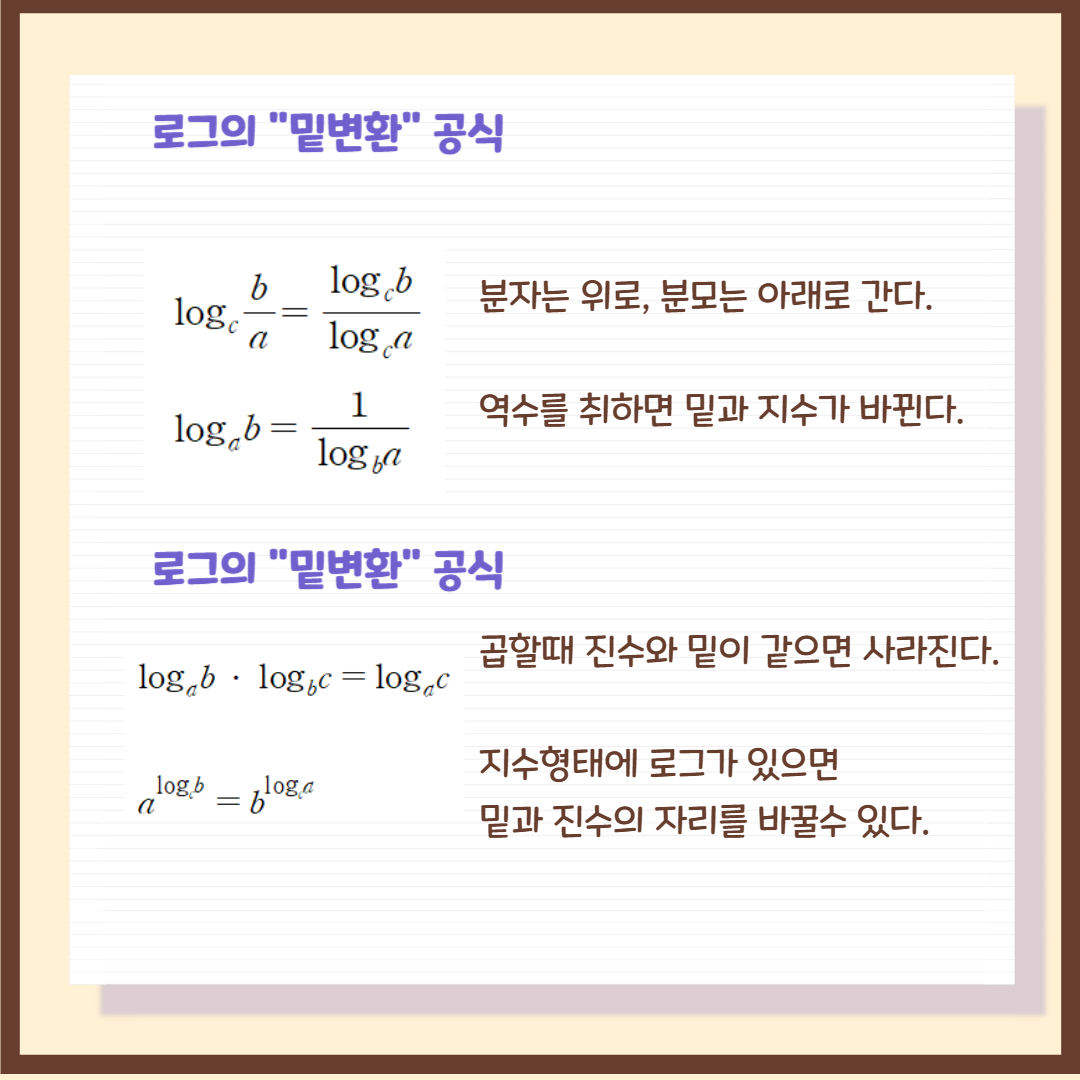 로그의 "밑변환" 공식
log_c b/a = log_c b / log_c a
분자는 위로, 분모는 아래로 간다.
log_a b = 1 / log_b a
역수를 취하면 밑과 지수가 바뀐다.
로그의 "밑변환" 공식
log_a b · log_b c = log_a c
곱할때 진수와 밑이 같으면 사라진다.
a^{log_c b} = b^{log_c a}
지수형태에 로그가 있으면
밑과 진수의 자리를 바꿀수 있다.